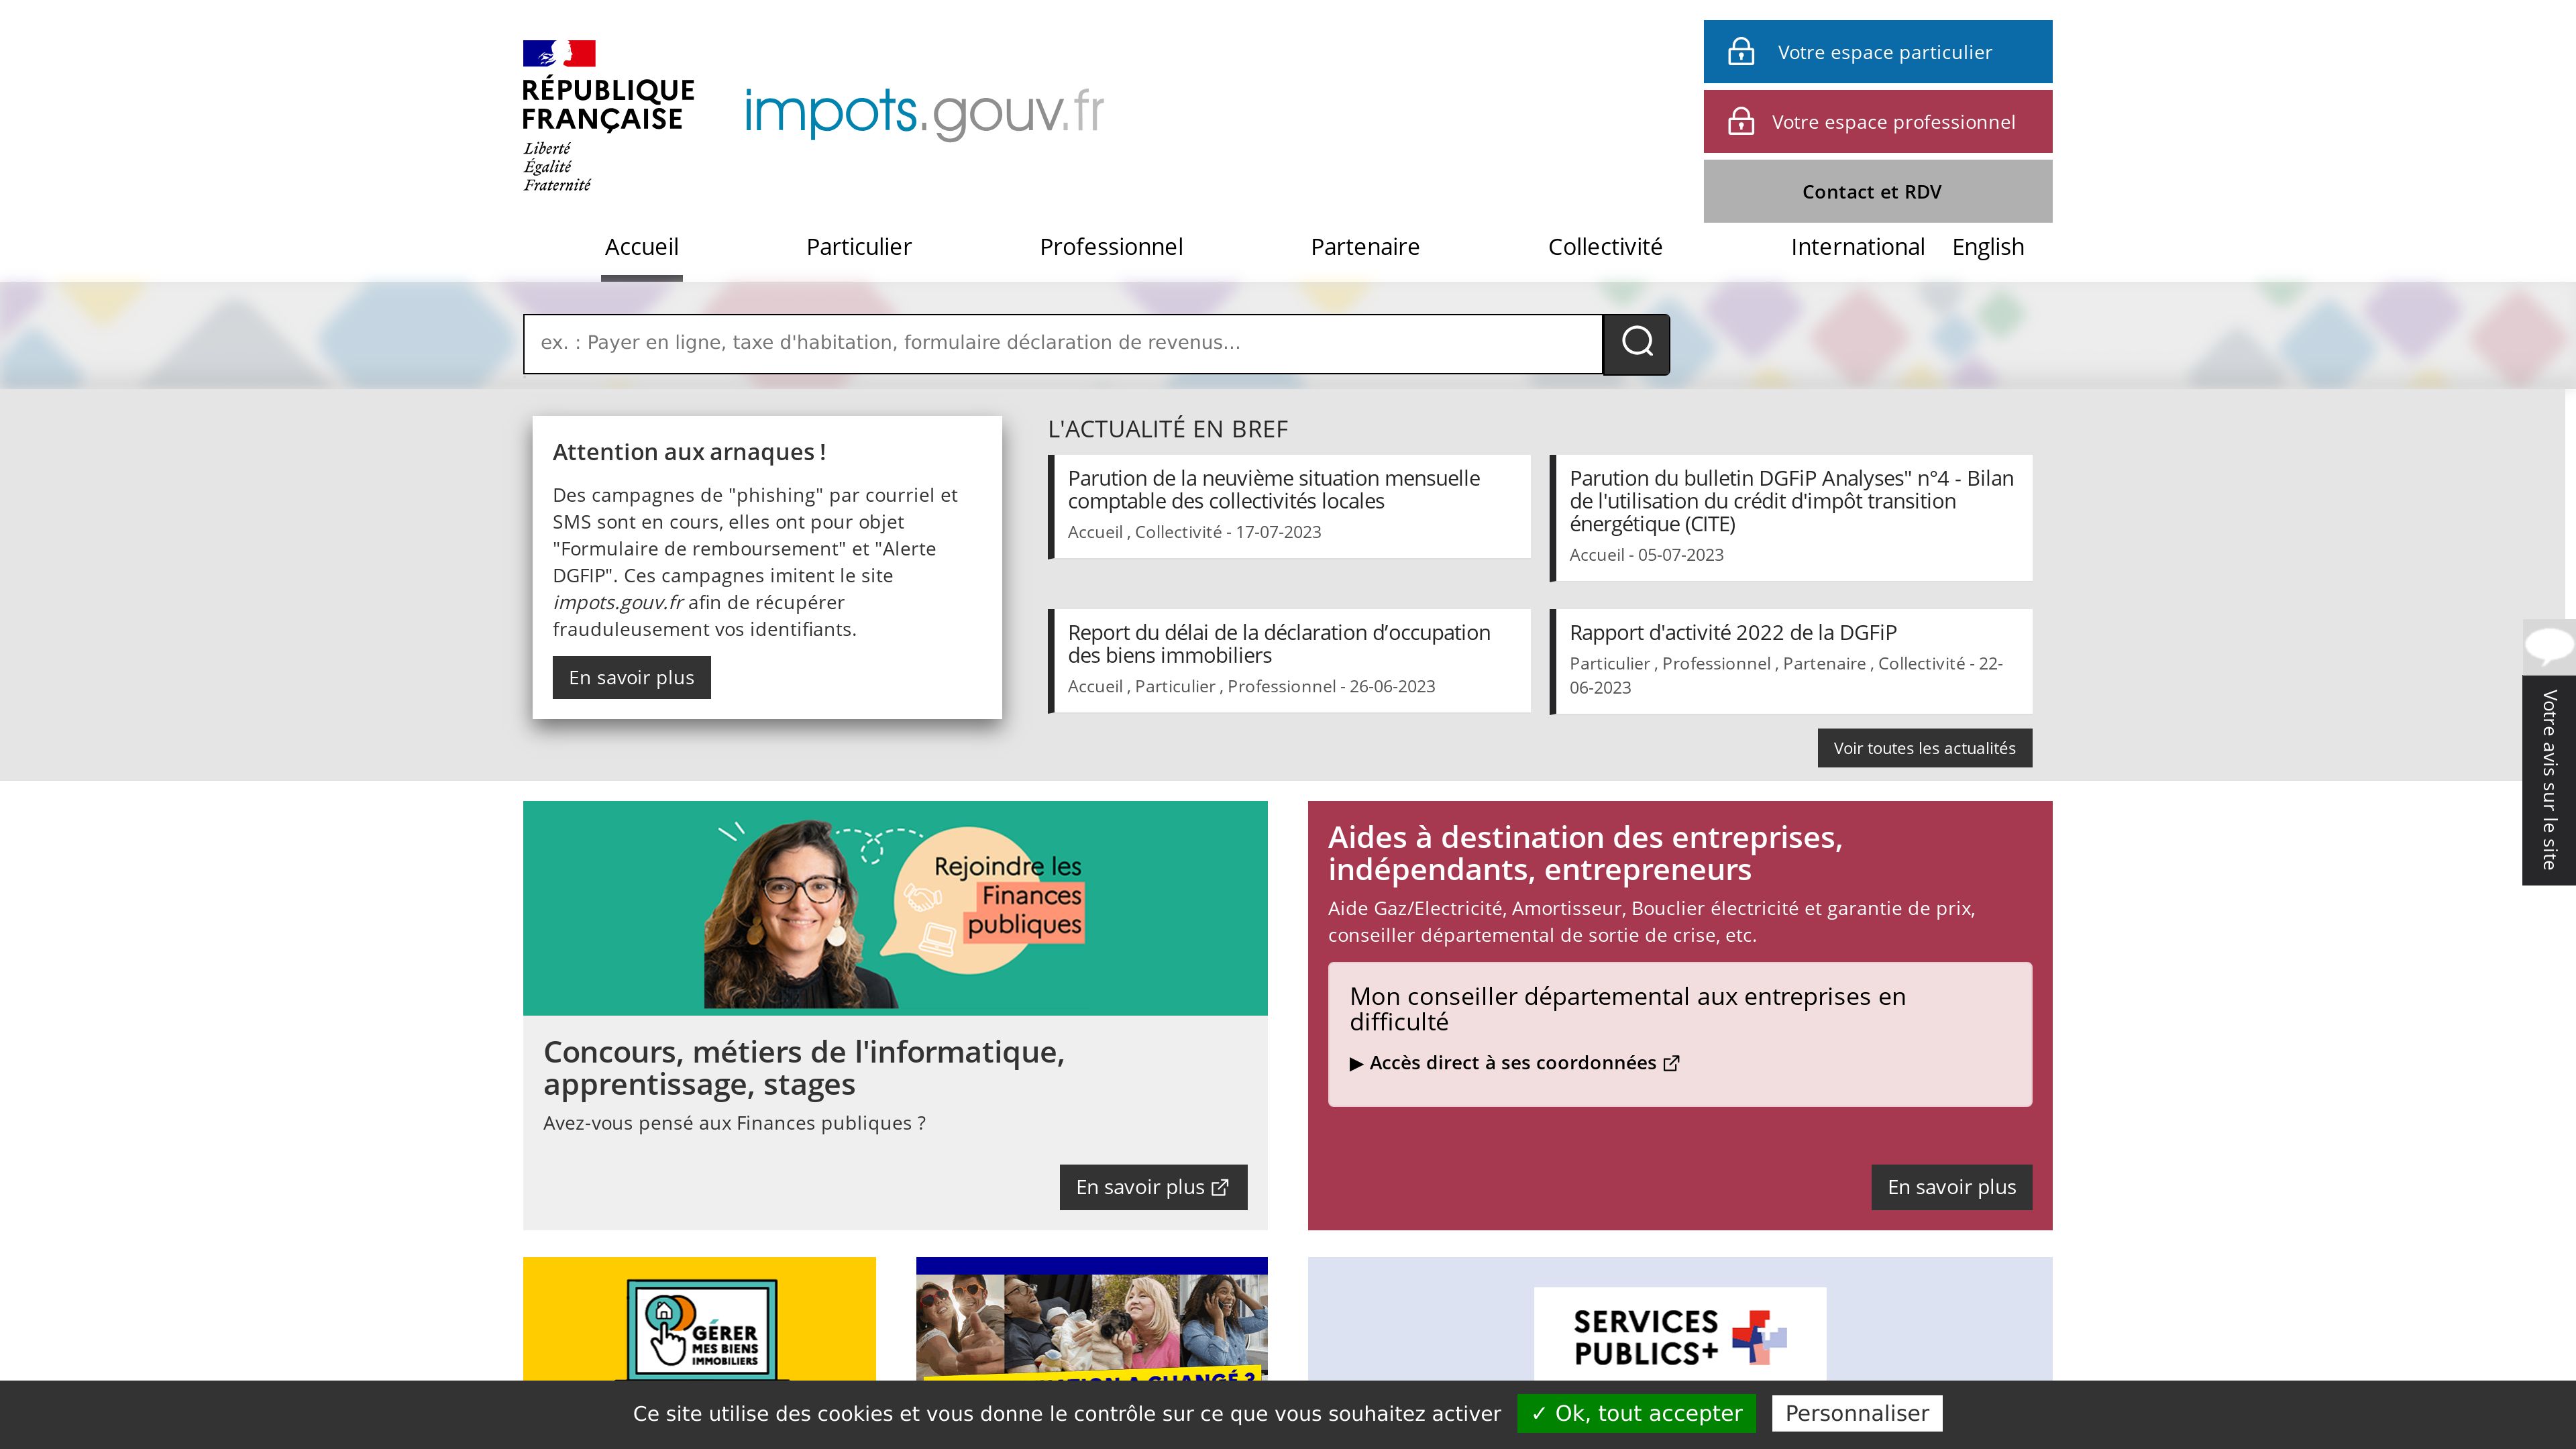 RÉPUBLIQUE
FRANÇAISE
Liberté
Égalité
Fraternité
impots.gouv.fr
Votre espace particulier
Votre espace professionnel
Contact et RDV
Accueil
Particulier
Professionnel
Partenaire
Collectivité
International
English
ex. : Payer en ligne, taxe d'habitation, formulaire déclaration de revenus...
Attention aux arnaques !
Des campagnes de "phishing" par courriel et
SMS sont en cours, elles ont pour objet
"Formulaire de remboursement" et "Alerte
DGFIP". Ces campagnes imitent le site
impots.gouv.fr afin de récupérer
frauduleusement vos identifiants.
En savoir plus
L'ACTUALITÉ EN BREF
Parution de la neuvième situation mensuelle
comptable des collectivités locales
Accueil , Collectivité - 17-07-2023
Parution du bulletin DGFiP Analyses" n°4 - Bilan
de l'utilisation du crédit d'impôt transition
énergétique (CITE)
Accueil - 05-07-2023
Report du délai de la déclaration d’occupation
des biens immobiliers
Accueil , Particulier , Professionnel - 26-06-2023
Rapport d'activité 2022 de la DGFiP
Particulier , Professionnel , Partenaire , Collectivité - 22-
06-2023
Voir toutes les actualités
Votre avis sur le site
Rejoindre les
Finances
publiques
Concours, métiers de l'informatique,
apprentissage, stages
Avez-vous pensé aux Finances publiques ?
En savoir plus
Aides à destination des entreprises,
indépendants, entrepreneurs
Aide Gaz/Electricité, Amortisseur, Bouclier électricité et garantie de prix,
conseiller départemental de sortie de crise, etc.
Mon conseiller départemental aux entreprises en
difficulté
▶ Accès direct à ses coordonnées
En savoir plus
GÉRER
MES BIENS
IMMOBILIERS
A CHANGÉ ?
SERVICES
PUBLICS+
Ce site utilise des cookies et vous donne le contrôle sur ce que vous souhaitez activer
✓ Ok, tout accepter
Personnaliser